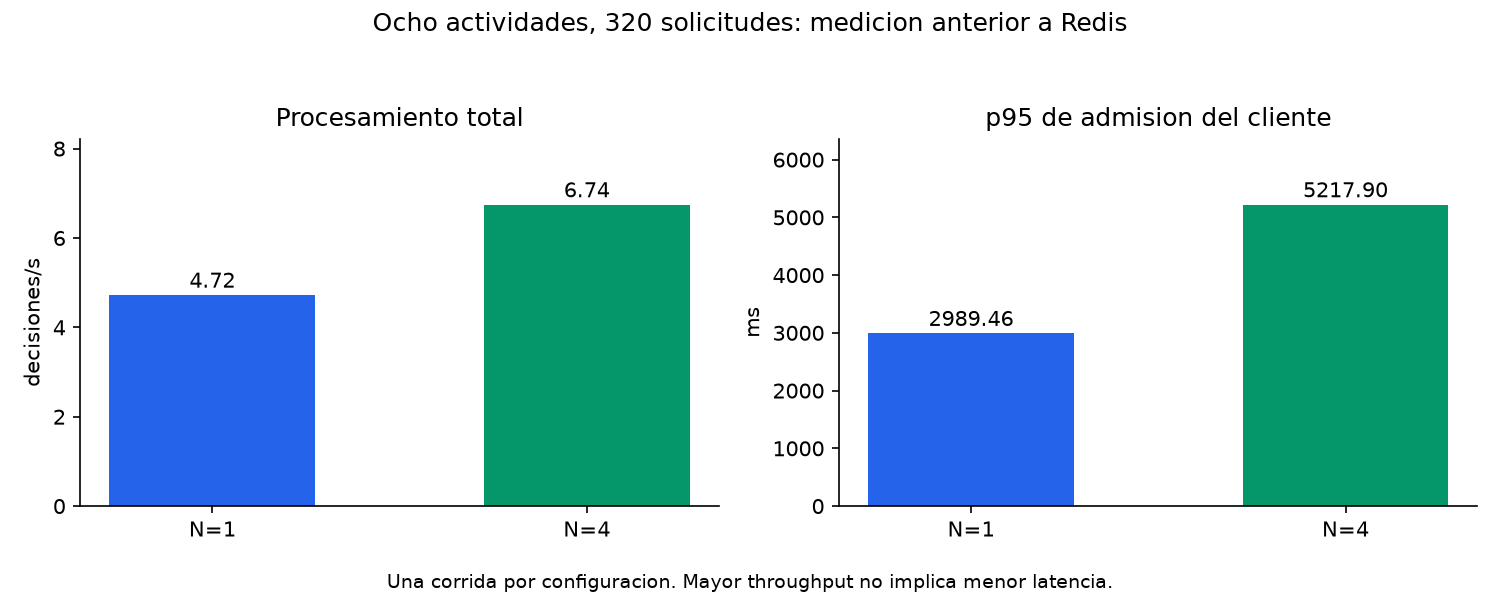 Ocho actividades, 320 solicitudes: medicion anterior a Redis
Procesamiento total
decisiones/s
8
6
4
2
0
4.72
6.74
N=1
N=4
p95 de admision del cliente
ms
6000
5000
4000
3000
2000
1000
0
2989.46
5217.90
N=1
N=4
Una corrida por configuracion. Mayor throughput no implica menor latencia.